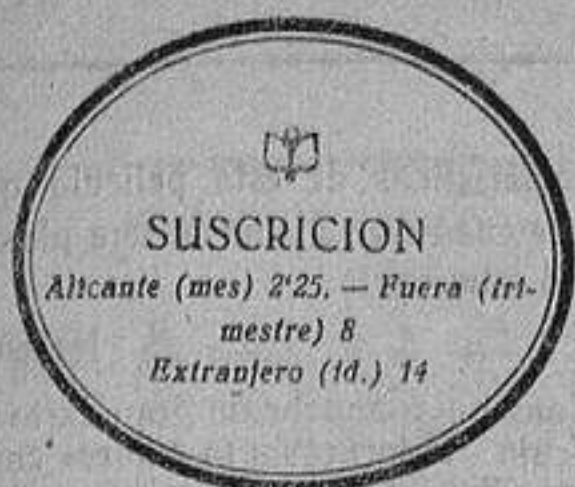 SUSCRICION
Alicante (mes) 2'25. — Fuera (tri-
mestre) 8
Extranjero (id.) 14